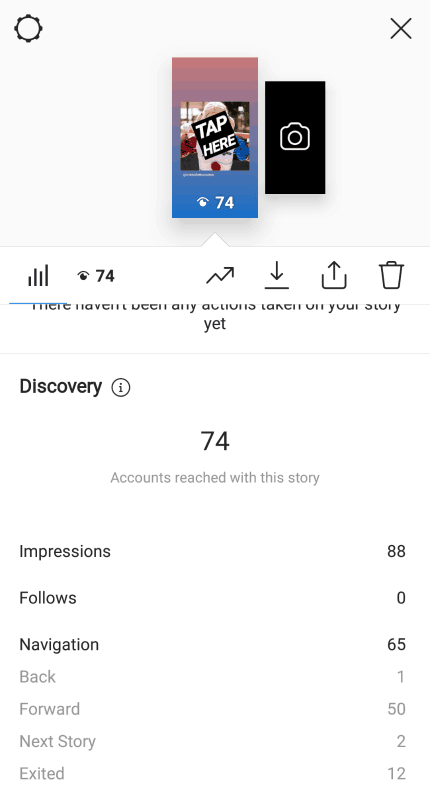 TAP
HERE
74
74
There haven't been any actions taken on your story
yet
Discovery
74
Accounts reached with this story
Impressions 88
Follows 0
Navigation 65
Back 1
Forward 50
Next Story 2
Exited 12